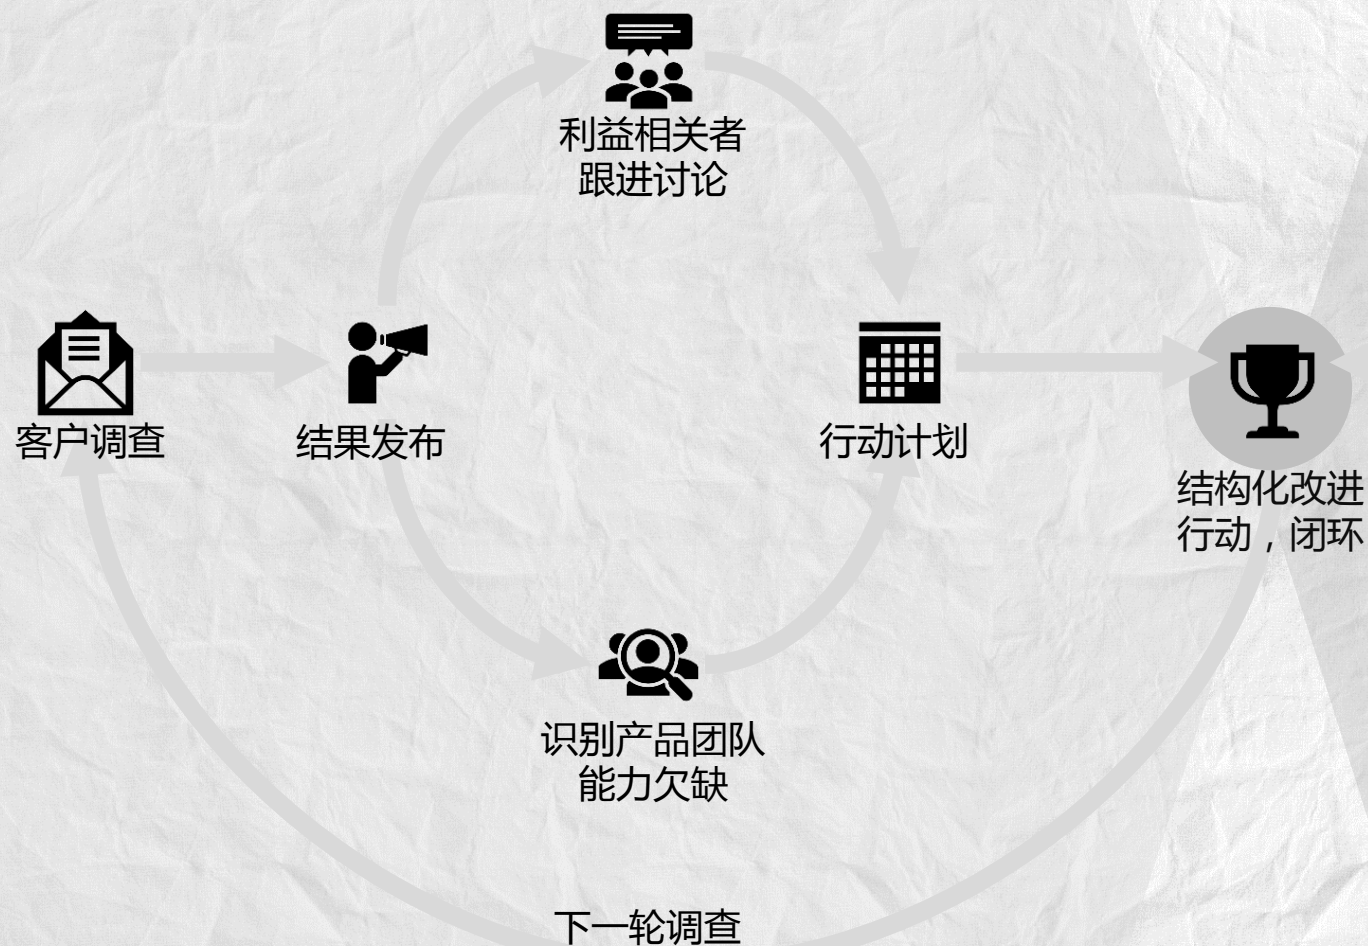 利益相关者
跟进讨论
客户调查
结果发布
行动计划
结构化改进
行动，闭环
识别产品团队
能力欠缺
下一轮调查